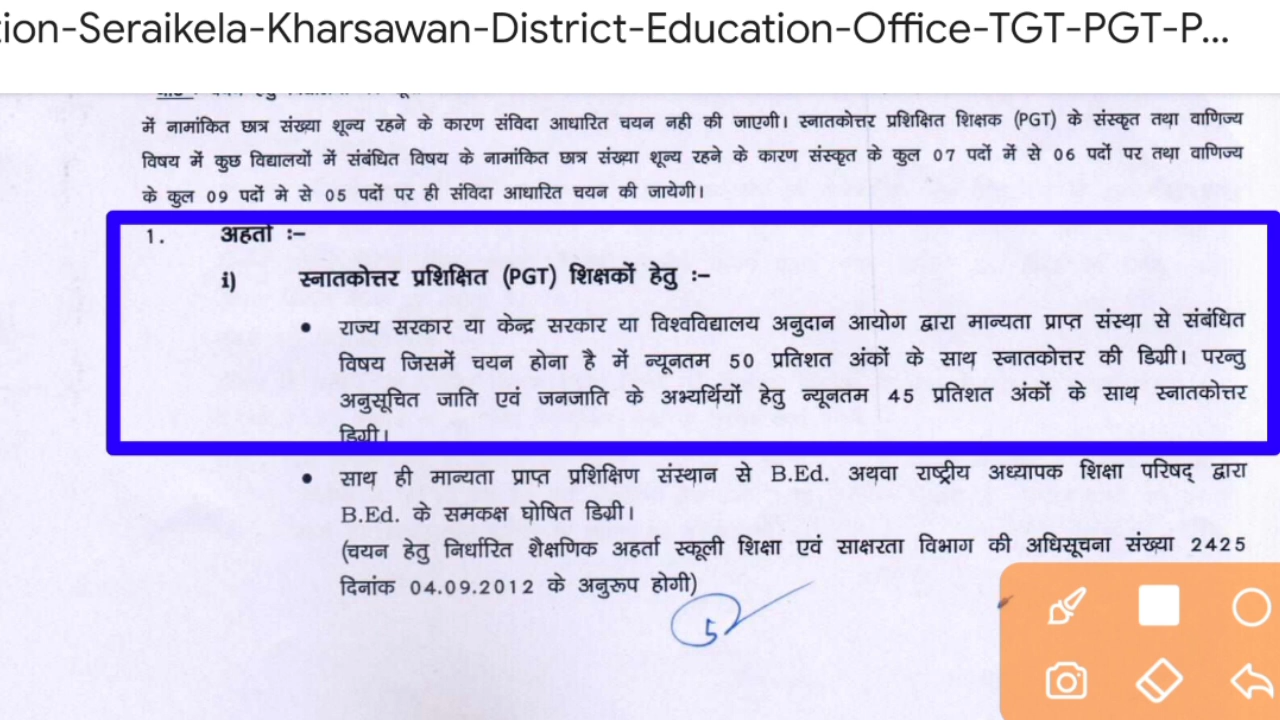 ion-Seraikela-Kharsawan-District-Education-Office-TGT-PGT-P...
में नामांकित छात्र संख्या शून्य रहने के कारण संविदा आधारित चयन नही की जाएगी। स्नातकोत्तर प्रशिक्षित शिक्षक (PGT) के संस्कृत तथा वाणिज्य
विषय में कुछ विद्यालयों में संबंधित विषय के नामांकित छात्र संख्या शून्य रहने के कारण संस्कृत के कुल 07 पदों में से 06 पदों पर तथा वाणिज्य
के कुल 09 पदों मे से 05 पदों पर ही संविदा आधारित चयन की जायेगी।
1. अहर्ता :–
i) स्नातकोत्तर प्रशिक्षित (PGT) शिक्षकों हेतु :–
• राज्य सरकार या केन्द्र सरकार या विश्वविद्यालय अनुदान आयोग द्वारा मान्यता प्राप्त संस्था से संबंधित
विषय जिसमें चयन होना है में न्यूनतम 50 प्रतिशत अंकों के साथ स्नातकोत्तर की डिग्री। परन्तु
अनुसूचित जाति एवं जनजाति के अभ्यर्थियों हेतु न्यूनतम 45 प्रतिशत अंकों के साथ स्नातकोत्तर
डिग्री।
• साथ ही मान्यता प्राप्त प्रशिक्षिण संस्थान से B.Ed. अथवा राष्ट्रीय अध्यापक शिक्षा परिषद् द्वारा
B.Ed. के समकक्ष घोषित डिग्री।
(चयन हेतु निर्धारित शैक्षणिक अहर्ता स्कूली शिक्षा एवं साक्षरता विभाग की अधिसूचना संख्या 2425
दिनांक 04.09.2012 के अनुरूप होगी)
5